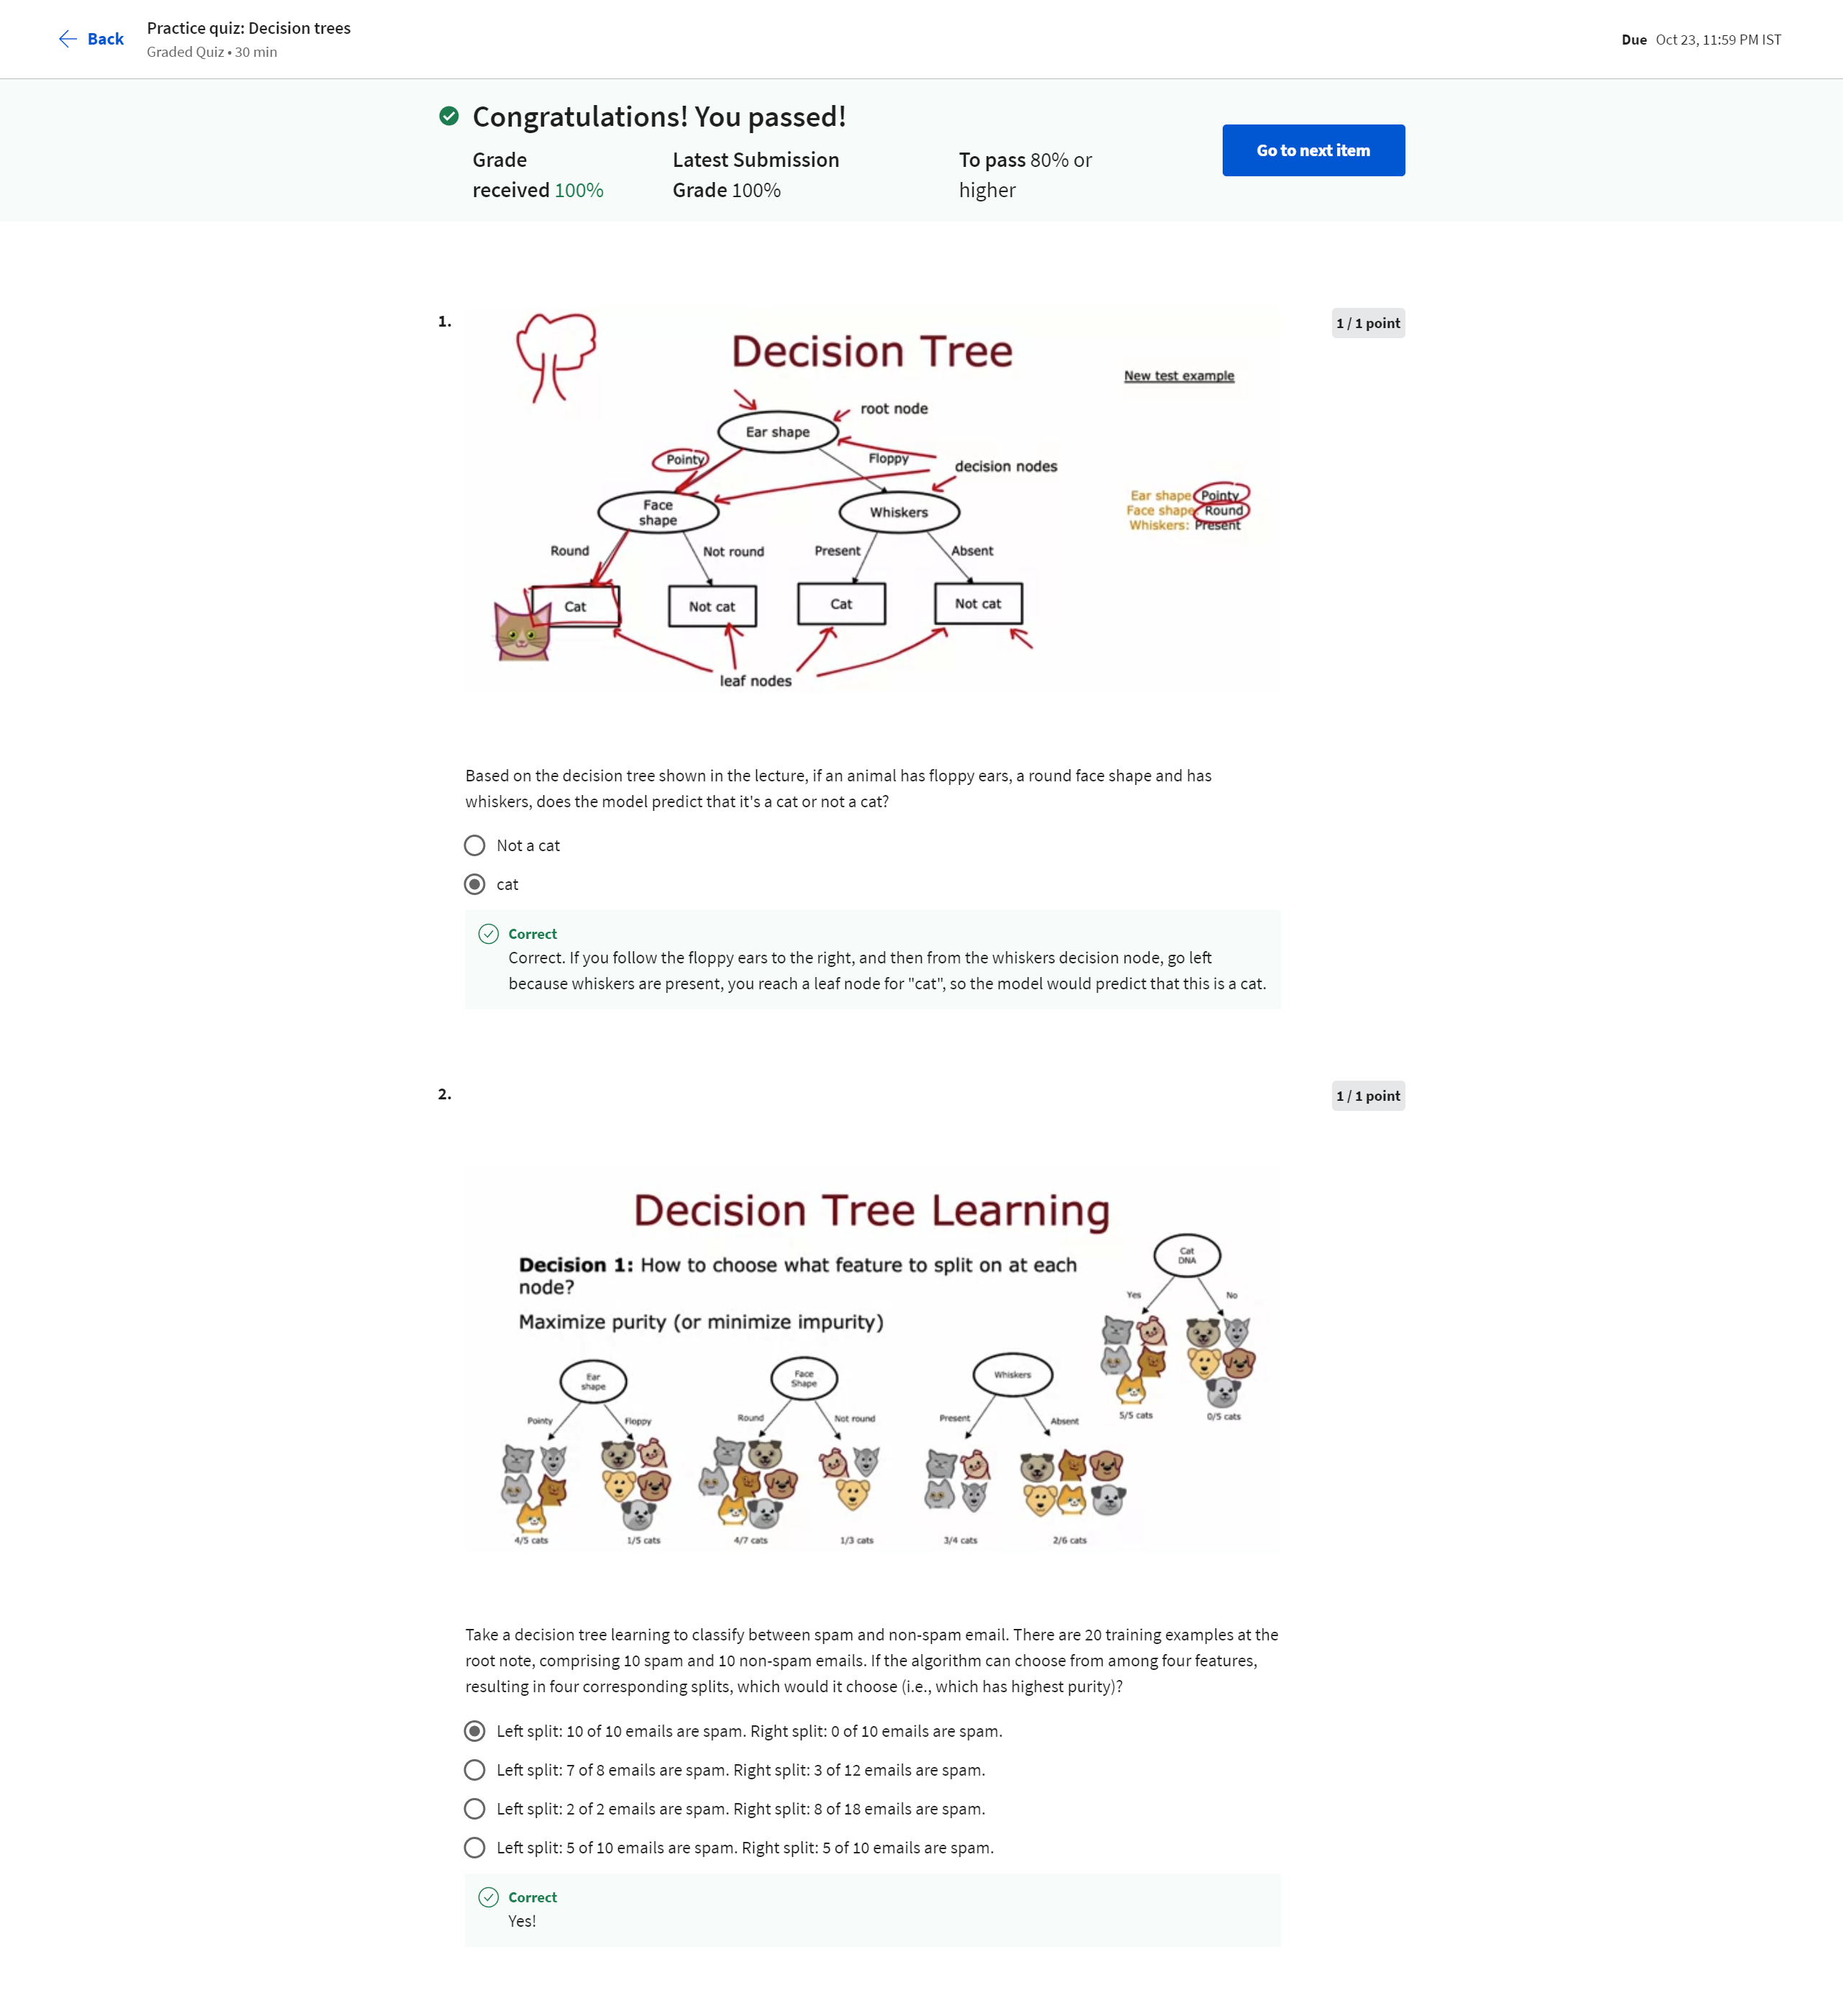 Back
Practice quiz: Decision trees
Graded Quiz • 30 min
Due Oct 23, 11:59 PM IST
Congratulations! You passed!
Grade
received 100%
Latest Submission
Grade 100%
To pass 80% or
higher
Go to next item
1.
1 / 1 point
Decision Tree
New test example
root node
Ear shape
Pointy
Floppy
decision nodes
Face
shape
Whiskers
Ear shape: Pointy
Face shape: Round
Whiskers: Present
Round
Not round
Present
Absent
Cat
Not cat
Cat
Not cat
leaf nodes
Based on the decision tree shown in the lecture, if an animal has floppy ears, a round face shape and has
whiskers, does the model predict that it's a cat or not a cat?
Not a cat
cat
Correct
Correct. If you follow the floppy ears to the right, and then from the whiskers decision node, go left
because whiskers are present, you reach a leaf node for "cat", so the model would predict that this is a cat.
2.
1 / 1 point
Decision Tree Learning
Decision 1: How to choose what feature to split on at each
node?
Maximize purity (or minimize impurity)
Cat
DNA
Yes
No
5/5 cats
0/5 cats
Ear
shape
Pointy
Floppy
4/5 cats
1/5 cats
Face
Shape
Round
Not round
4/7 cats
1/3 cats
Whiskers
Present
Absent
3/4 cats
2/6 cats
Take a decision tree learning to classify between spam and non-spam email. There are 20 training examples at the
root note, comprising 10 spam and 10 non-spam emails. If the algorithm can choose from among four features,
resulting in four corresponding splits, which would it choose (i.e., which has highest purity)?
Left split: 10 of 10 emails are spam. Right split: 0 of 10 emails are spam.
Left split: 7 of 8 emails are spam. Right split: 3 of 12 emails are spam.
Left split: 2 of 2 emails are spam. Right split: 8 of 18 emails are spam.
Left split: 5 of 10 emails are spam. Right split: 5 of 10 emails are spam.
Correct
Yes!